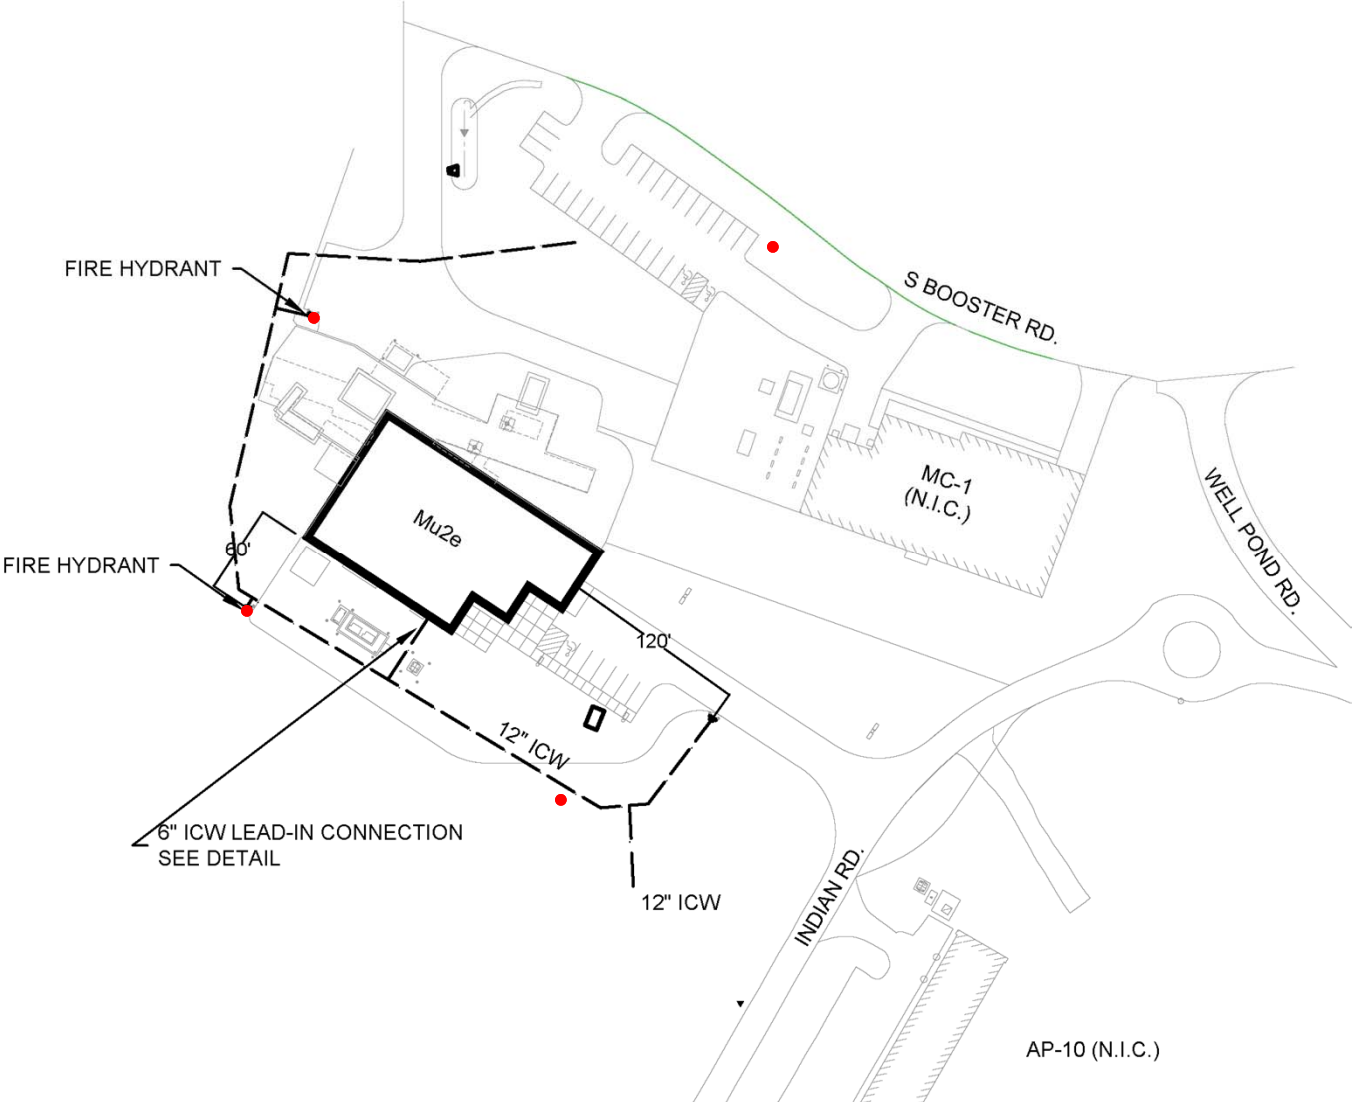 FIRE HYDRANT
S BOOSTER RD.
MC-1
(N.I.C.)
WELL POND RD.
Mu2e
60'
FIRE HYDRANT
120'
12" ICW
6" ICW LEAD-IN CONNECTION
SEE DETAIL
12" ICW
INDIAN RD.
AP-10 (N.I.C.)